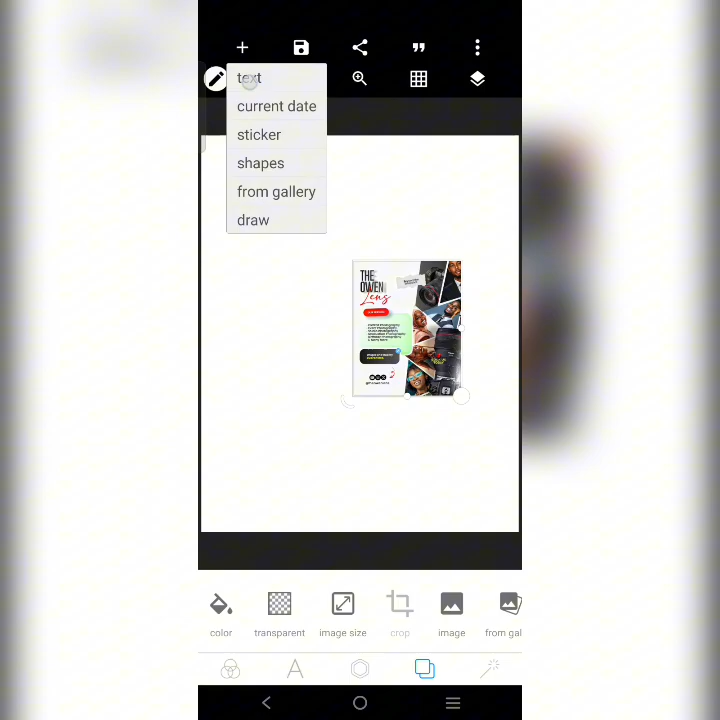 text
current date
sticker
shapes
from gallery
draw
THE
OWEN
Lens
color
transparent
image size
crop
image
from gal